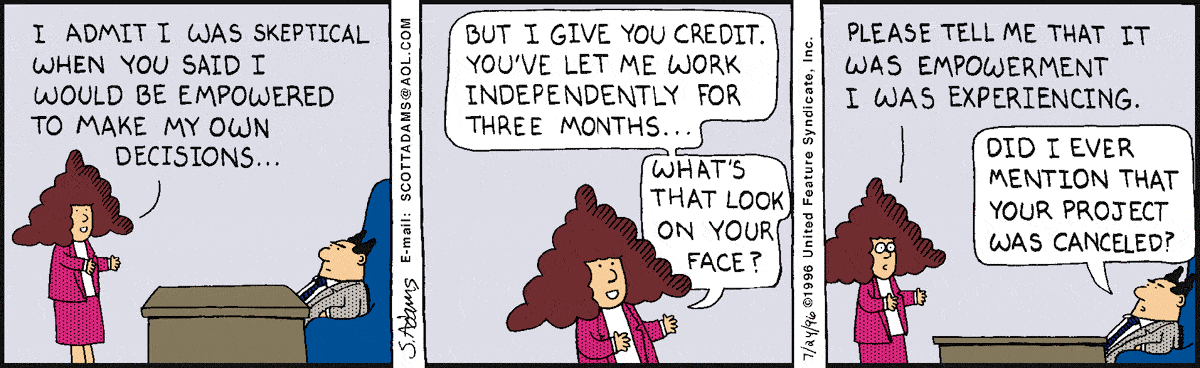 I ADMIT I WAS SKEPTICAL
WHEN YOU SAID I
WOULD BE EMPOWERED
TO MAKE MY OWN
DECISIONS...
S.Adams E-mail: SCOTTADAMS@AOL.COM
BUT I GIVE YOU CREDIT.
YOU'VE LET ME WORK
INDEPENDENTLY FOR
THREE MONTHS...
WHAT'S
THAT LOOK
ON YOUR
FACE?
7/24/96 ©1996 United Feature Syndicate, Inc.
PLEASE TELL ME THAT IT
WAS EMPOWERMENT
I WAS EXPERIENCING.
DID I EVER
MENTION THAT
YOUR PROJECT
WAS CANCELED?